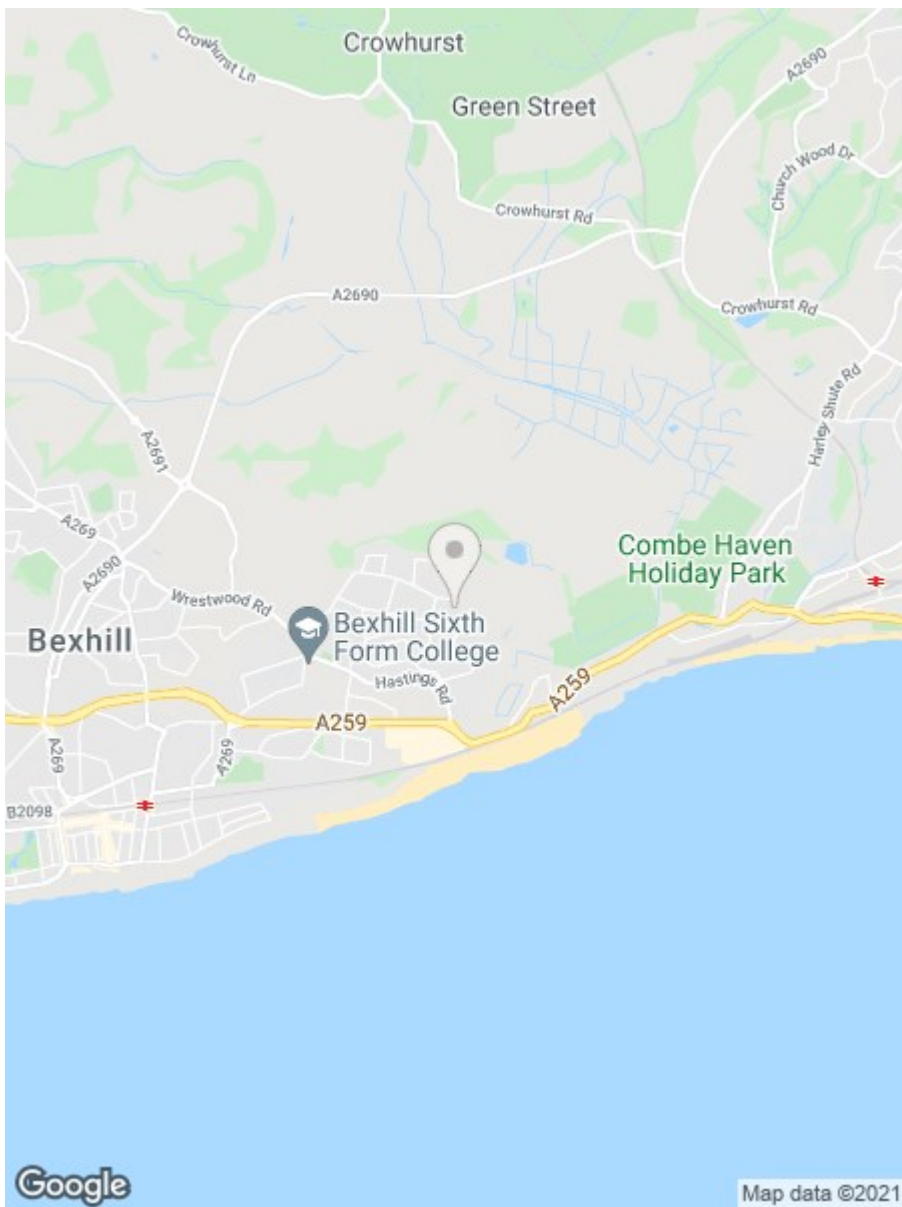 Crowhurst
Crowhurst Ln
A2690
Green Street
Church Wood Dr
Crowhurst Rd
A2690
Crowhurst Rd
Harley Shute Rd
A2691
A269
A2690
Combe Haven
Holiday Park
Wrestwood Rd
Bexhill
Bexhill Sixth
Form College
Hastings Rd
A259
A259
A269
A269
B2098
Google
Map data ©2021